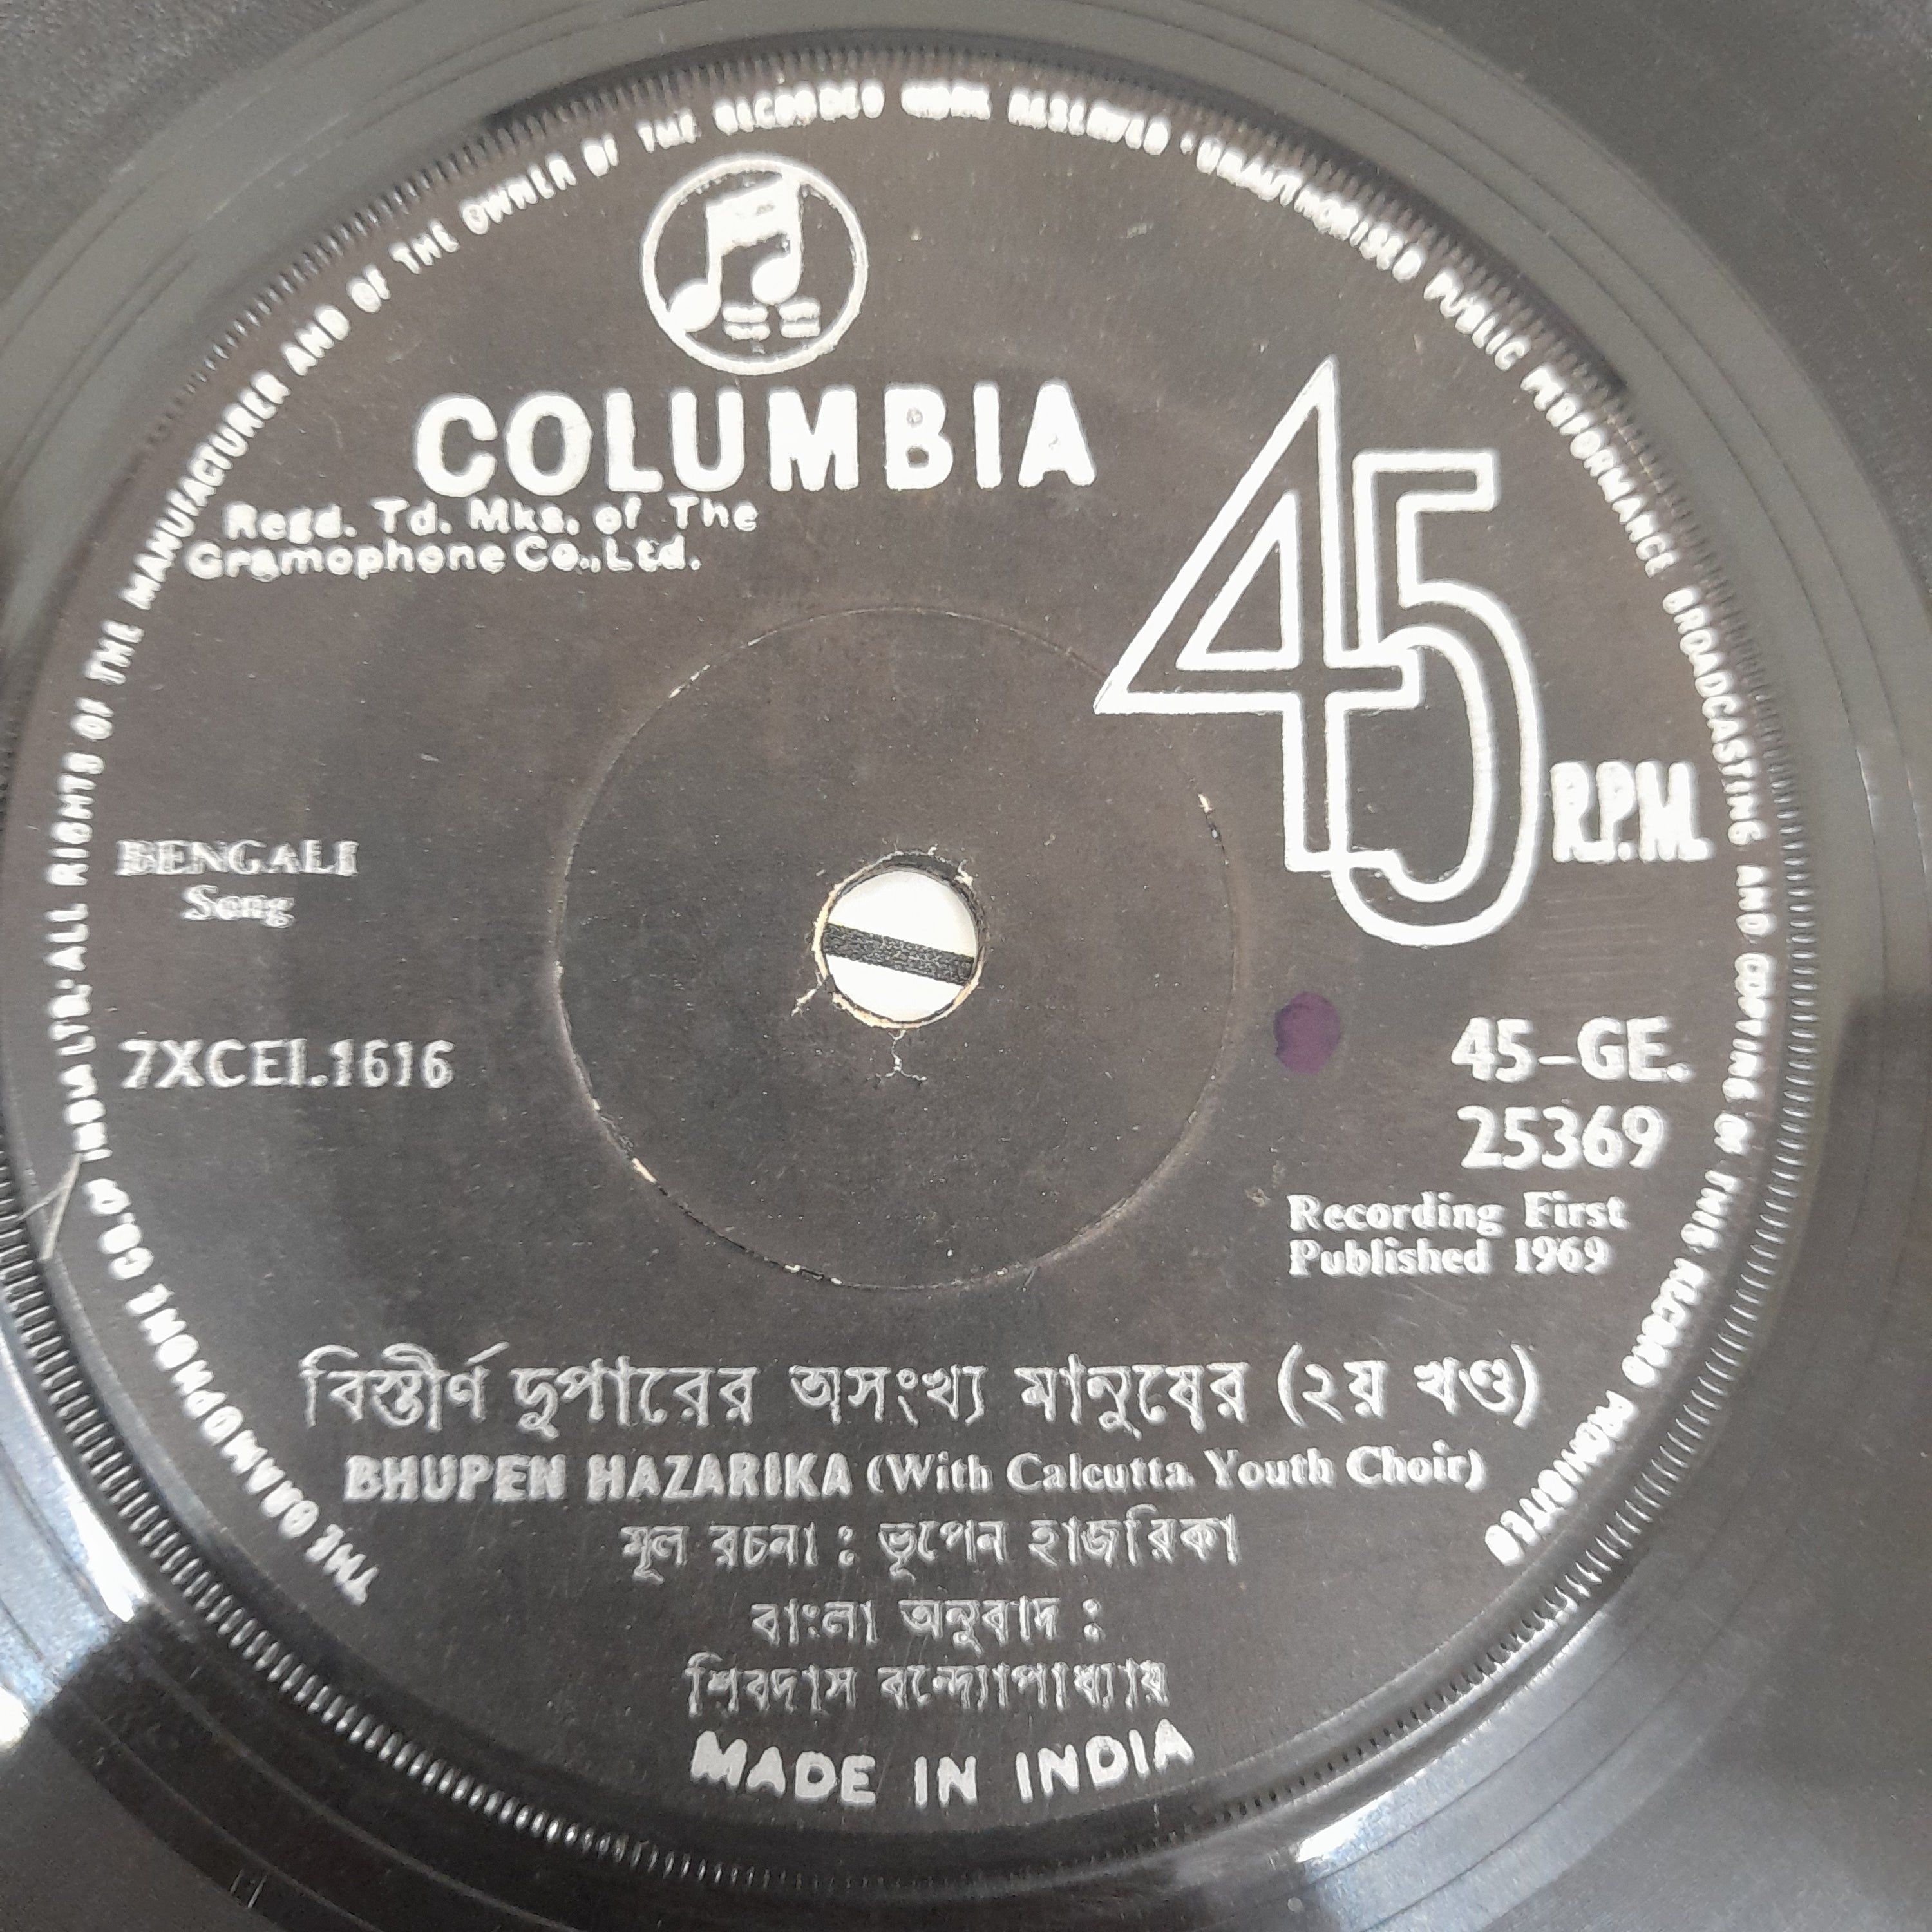 THE GRAMOPHONE CO. OF INDIA LTD. ALL RIGHTS OF THE MANUFACTURER AND OF THE OWNER OF THE RECORDED WORK RESERVED · UNAUTHORISED PUBLIC PERFORMANCE BROADCASTING AND COPYING OF THIS RECORD PROHIBITED
COLUMBIA
Regd. Td. Mks. of The
Gramophone Co., Ltd.
45 R.P.M.
BENGALI
Song
7XCEI.1616
45-GE.
25369
Recording First
Published 1969
বিস্তীর্ণ দুপারের অসংখ্য মানুষের (২য় খণ্ড)
BHUPEN HAZARIKA (With Calcutta Youth Choir)
মূল রচনা : ভূপেন হাজরিকা
বাংলা অনুবাদ :
শিবদাস বন্দ্যোপাধ্যায়
MADE IN INDIA